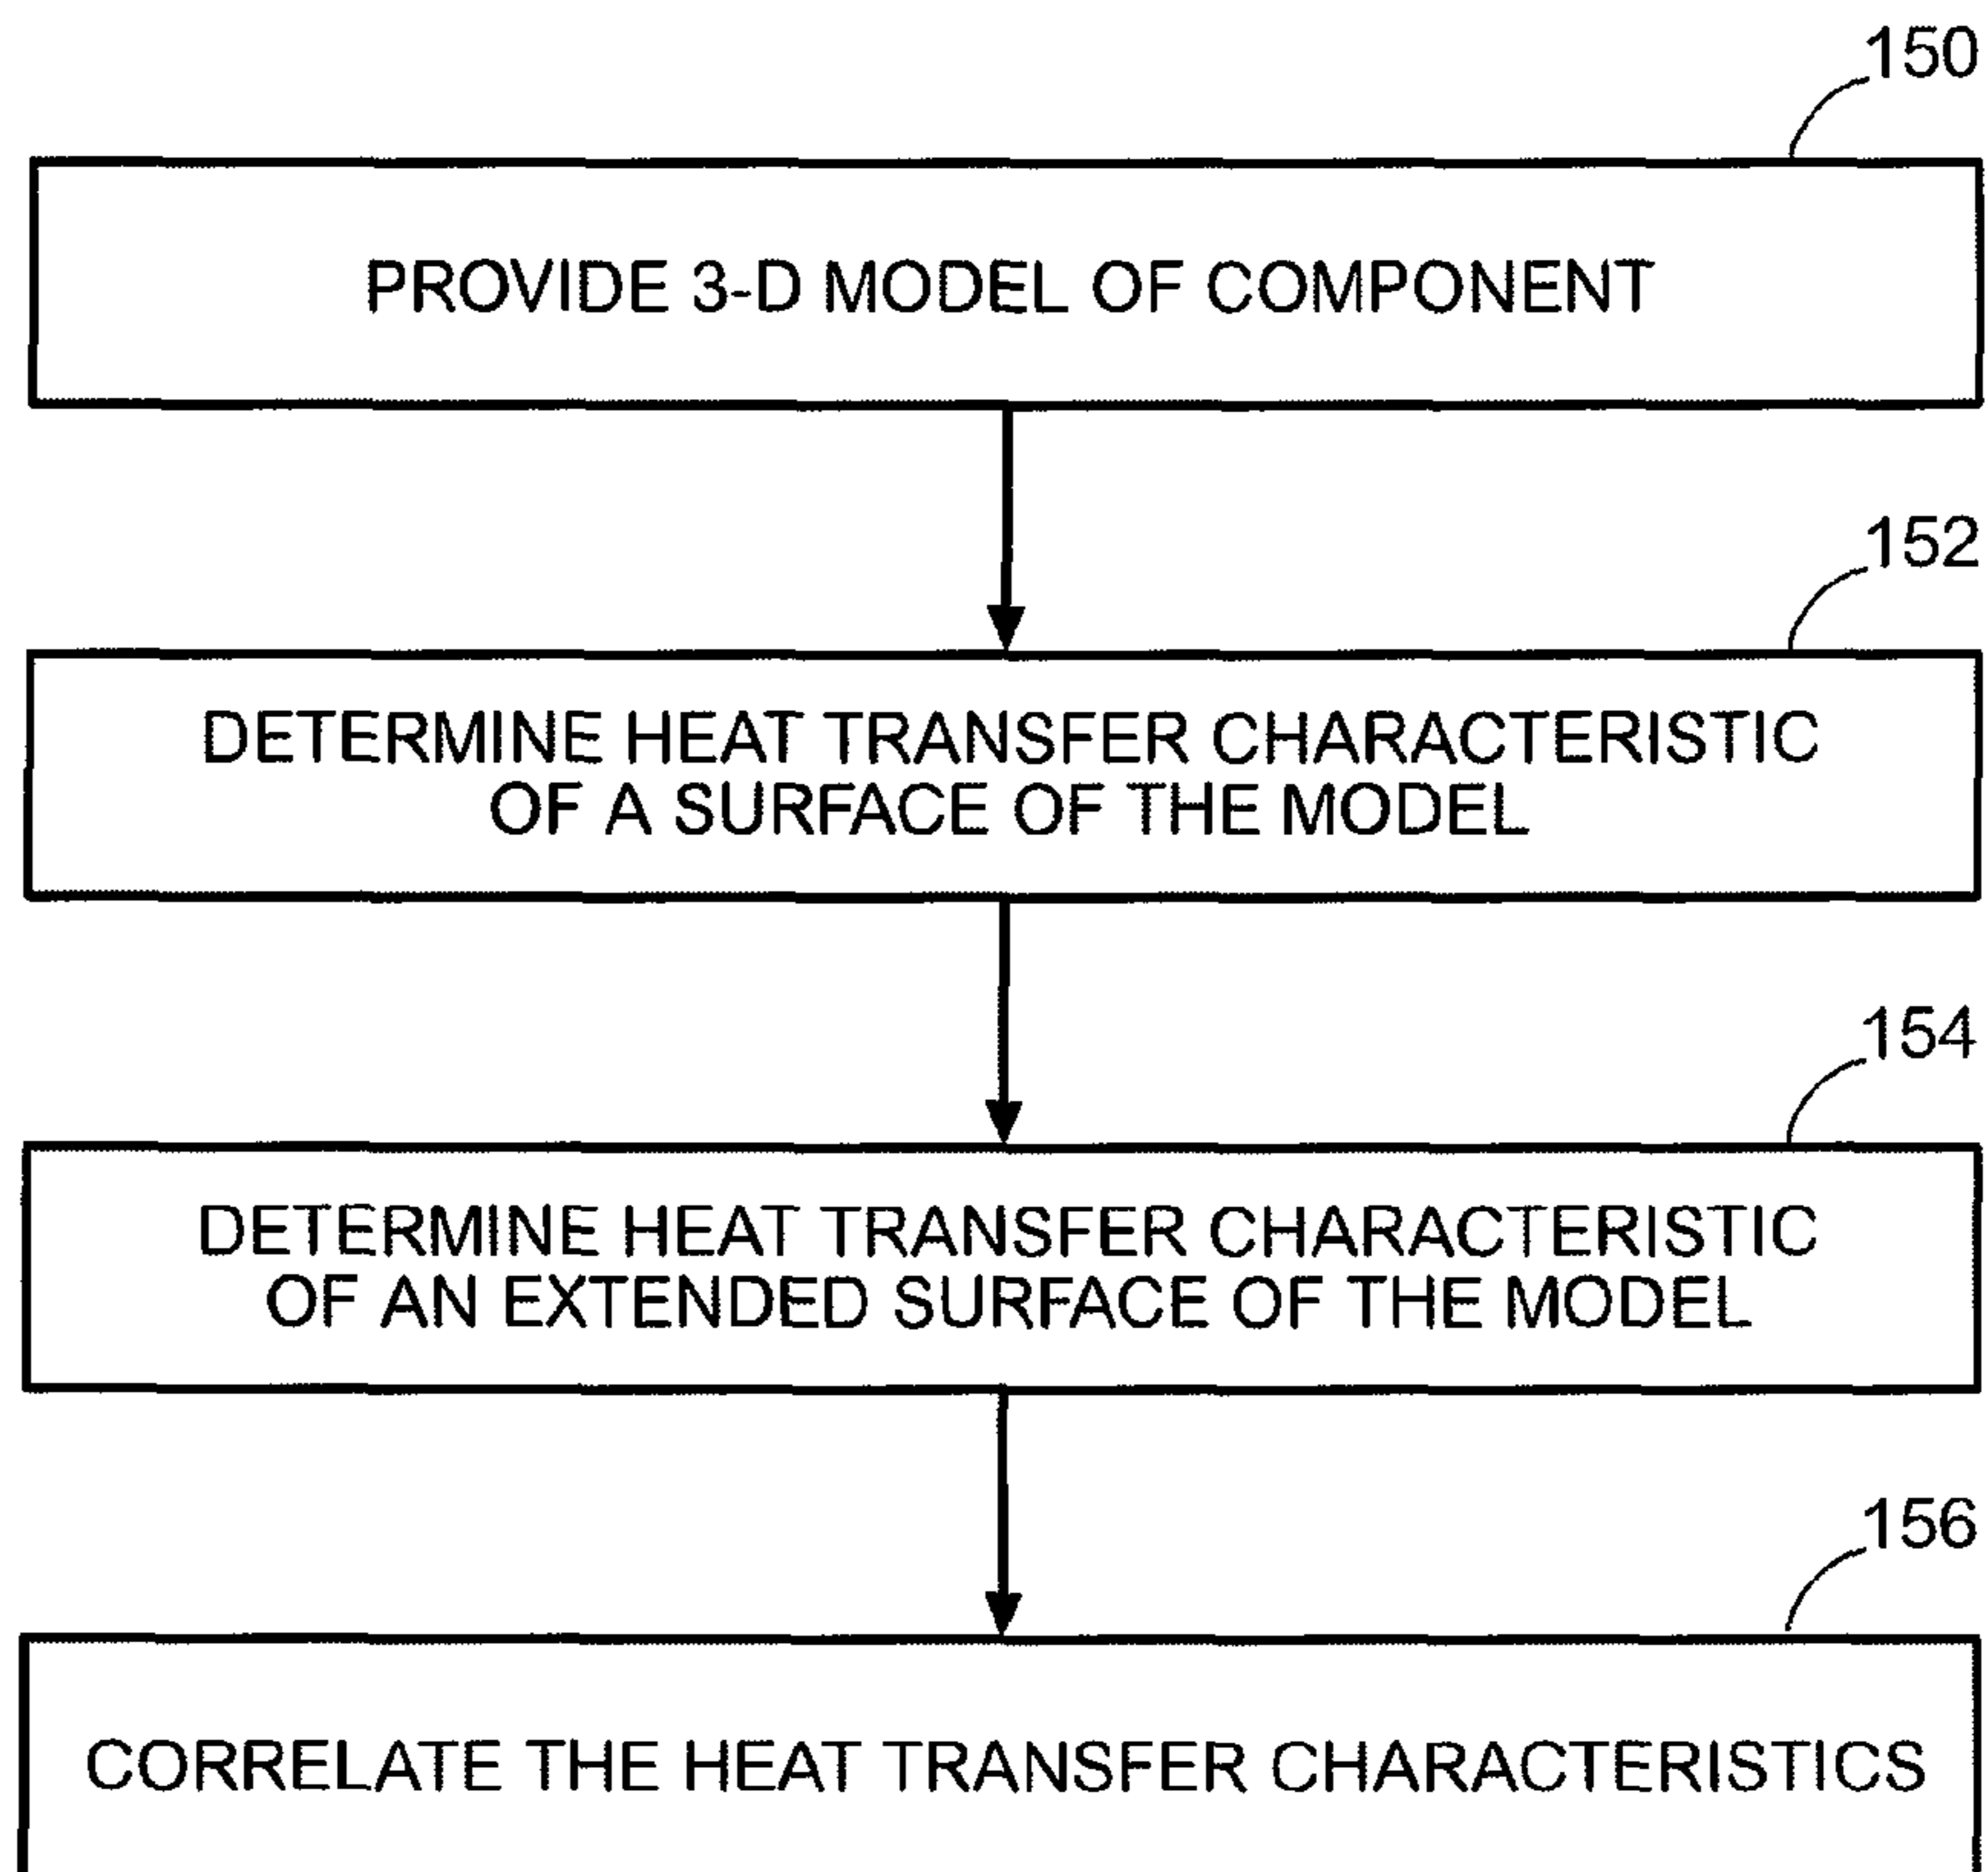 150
PROVIDE 3-D MODEL OF COMPONENT
152
DETERMINE HEAT TRANSFER CHARACTERISTIC
OF A SURFACE OF THE MODEL
154
DETERMINE HEAT TRANSFER CHARACTERISTIC
OF AN EXTENDED SURFACE OF THE MODEL
156
CORRELATE THE HEAT TRANSFER CHARACTERISTICS